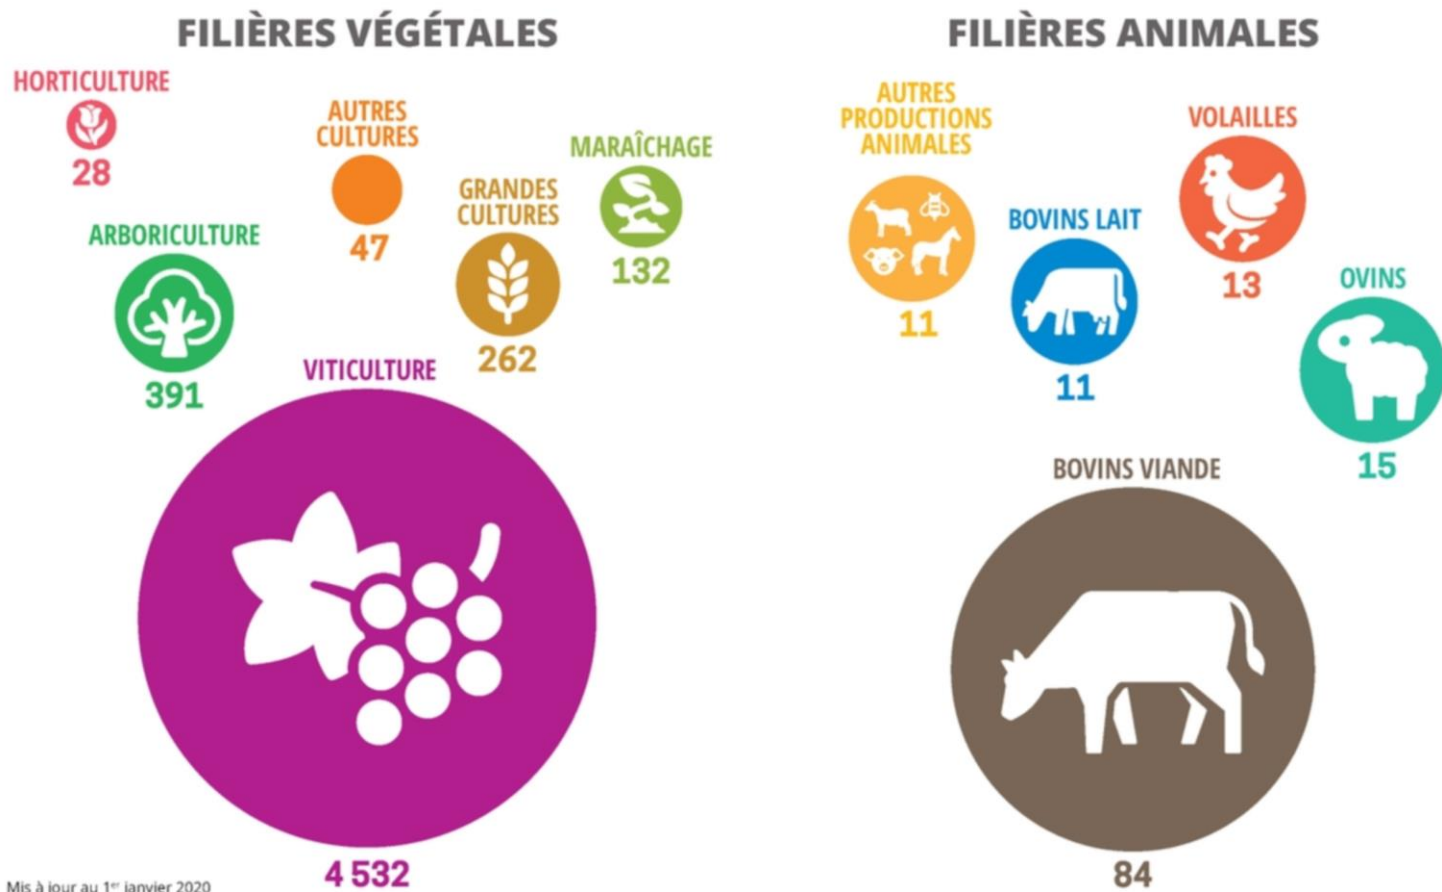 FILIÈRES VÉGÉTALES
HORTICULTURE
28
AUTRES
CULTURES
47
MARAÎCHAGE
132
GRANDES
CULTURES
262
ARBORICULTURE
391
VITICULTURE
4 532
Mis à jour au 1er janvier 2020
FILIÈRES ANIMALES
AUTRES
PRODUCTIONS
ANIMALES
11
VOLAILLES
13
BOVINS LAIT
11
OVINS
15
BOVINS VIANDE
84